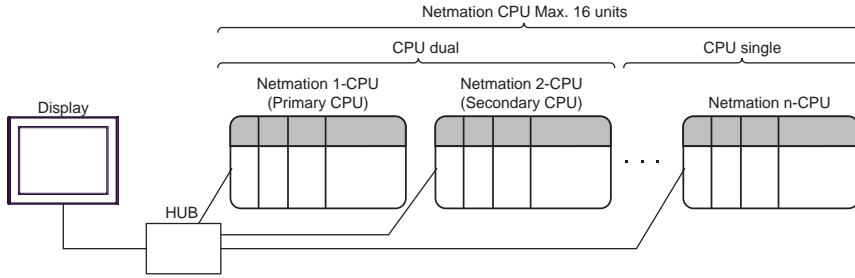 Netmation CPU Max. 16 units
CPU dual
CPU single
Netmation 1-CPU
(Primary CPU)
Netmation 2-CPU
(Secondary CPU)
Netmation n-CPU
Display
. . .
HUB